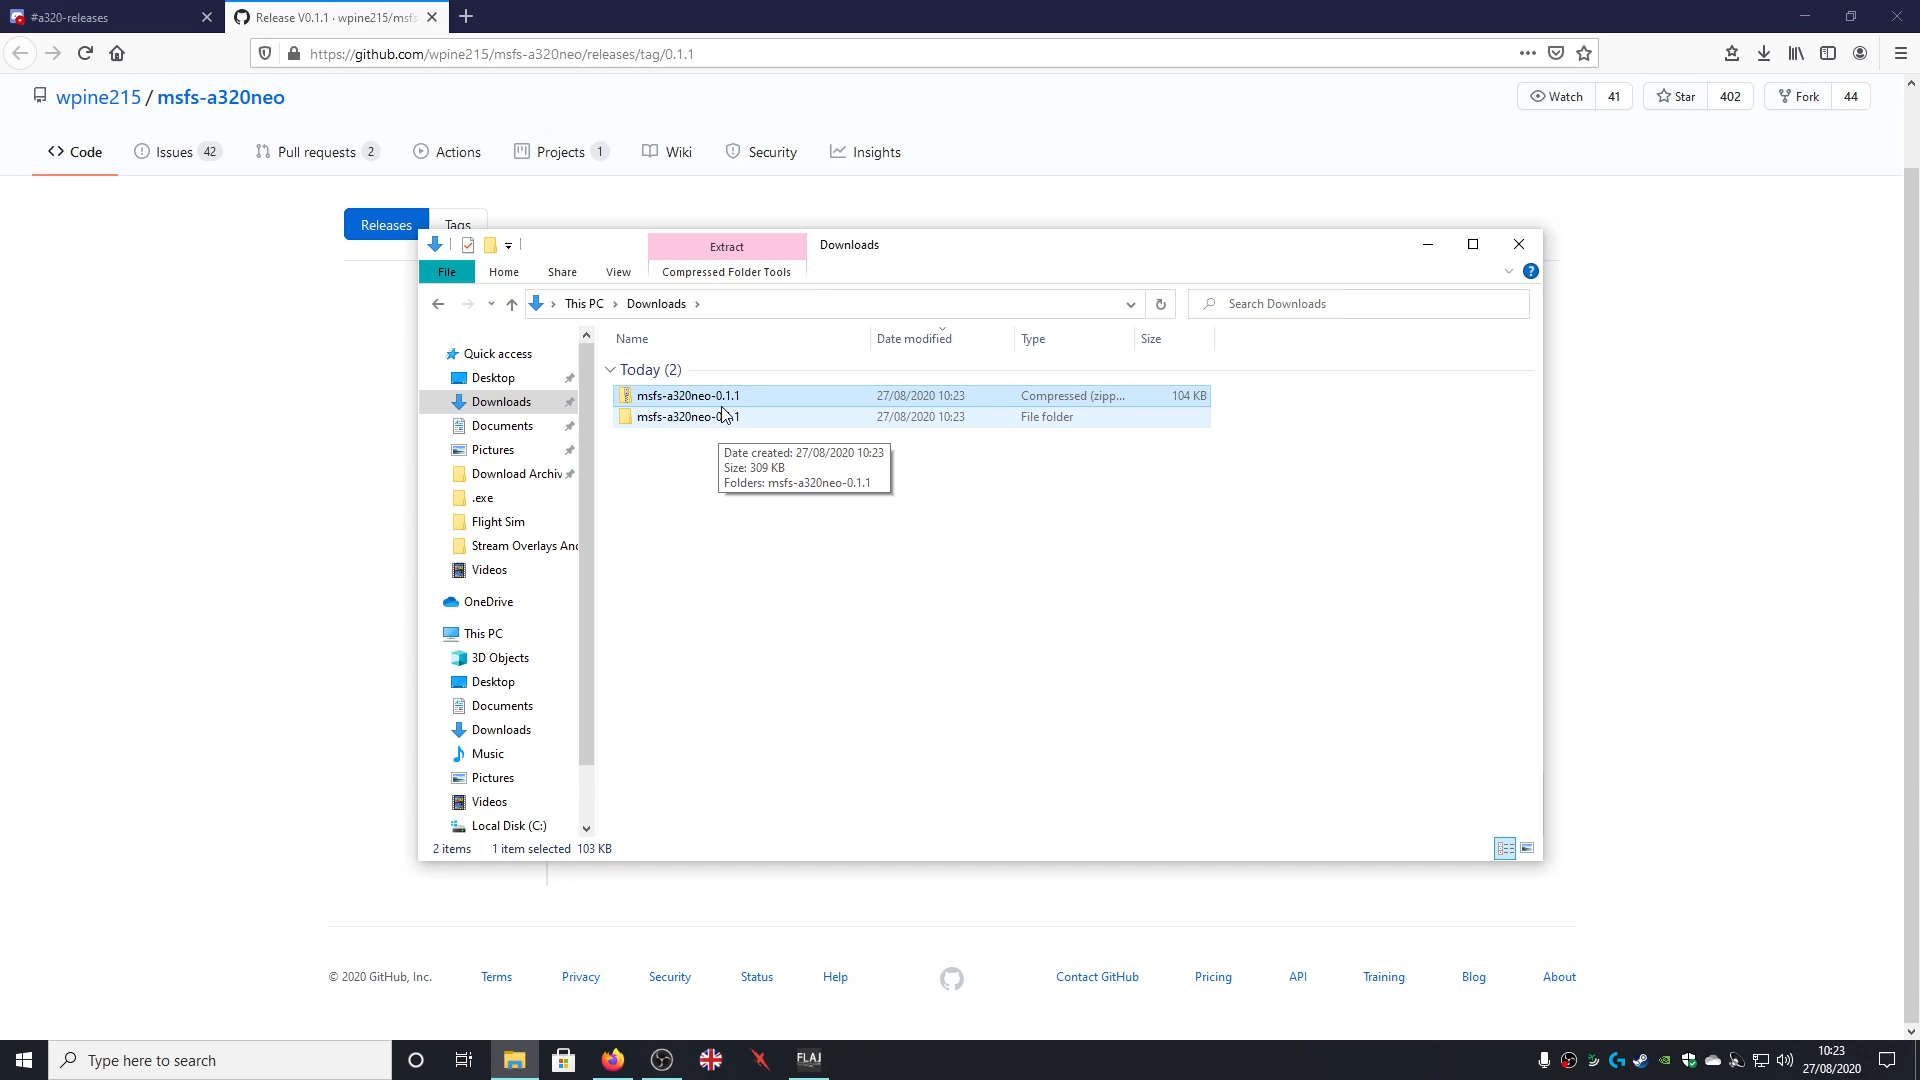 #a320-releases
Release V0.1.1 · wpine215/msfs
https://github.com/wpine215/msfs-a320neo/releases/tag/0.1.1
wpine215 / msfs-a320neo
Watch 41
Star 402
Fork 44
Code
Issues 42
Pull requests 2
Actions
Projects 1
Wiki
Security
Insights
Releases
Tags
Extract
Downloads
File
Home
Share
View
Compressed Folder Tools
This PC
Downloads
Search Downloads
Name
Date modified
Type
Size
Quick access
Desktop
Downloads
Documents
Pictures
Download Archiv
.exe
Flight Sim
Stream Overlays And
Videos
OneDrive
This PC
3D Objects
Desktop
Documents
Downloads
Music
Pictures
Videos
Local Disk (C:)
Today (2)
msfs-a320neo-0.1.1 27/08/2020 10:23 Compressed (zipp... 104 KB
msfs-a320neo-0.1.1 27/08/2020 10:23 File folder
Date created: 27/08/2020 10:23
Size: 309 KB
Folders: msfs-a320neo-0.1.1
2 items
1 item selected 103 KB
© 2020 GitHub, Inc.
Terms
Privacy
Security
Status
Help
Contact GitHub
Pricing
API
Training
Blog
About
Type here to search
FLAJ
10:23
27/08/2020